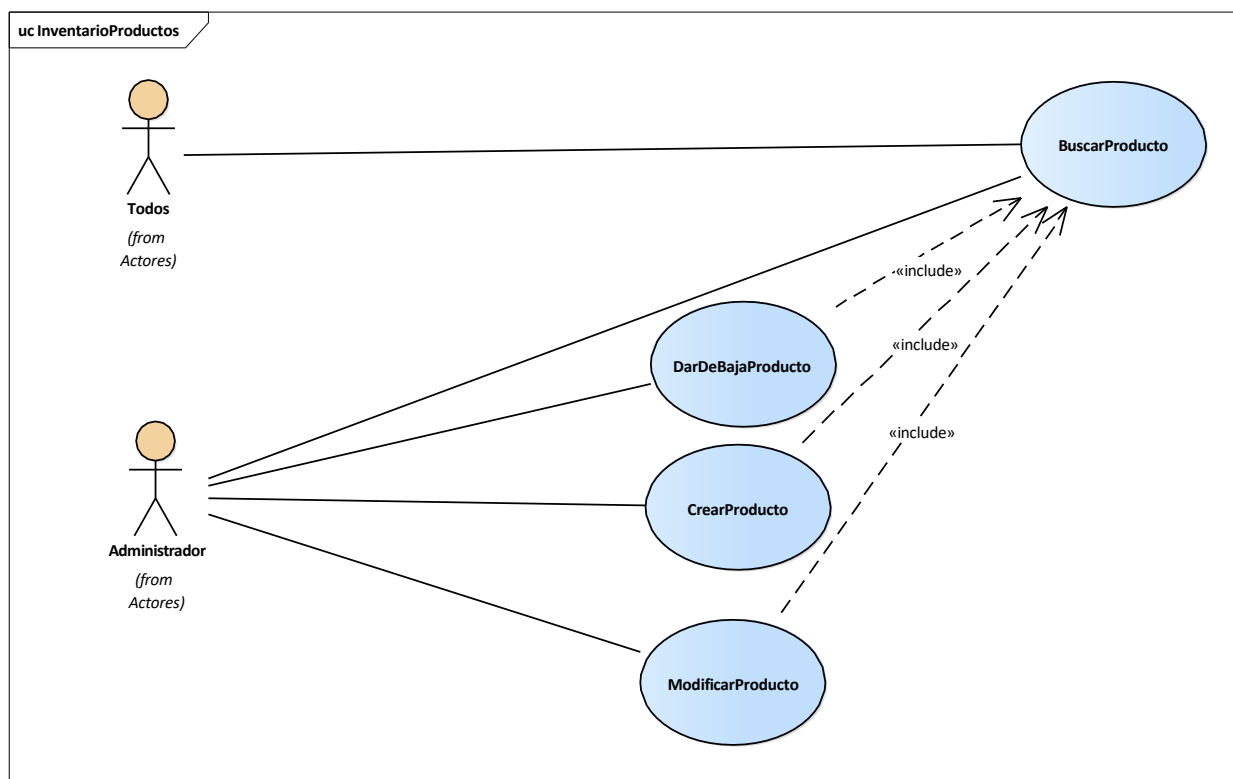 uc InventarioProductos
BuscarProducto
Todos
(from
Actores)
«include»
«include»
DarDeBajaProducto
«include»
CrearProducto
Administrador
(from
Actores)
ModificarProducto